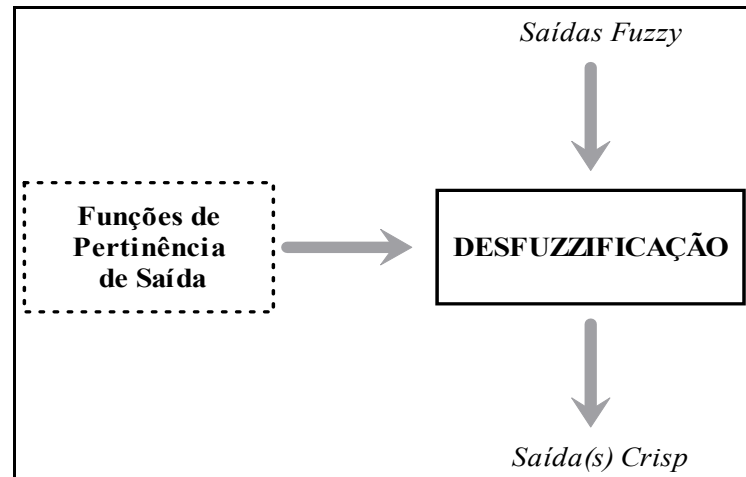 Saídas Fuzzy
Funções de
Pertinência
de Saída
DESFUZZIFICAÇÃO
Saída(s) Crisp